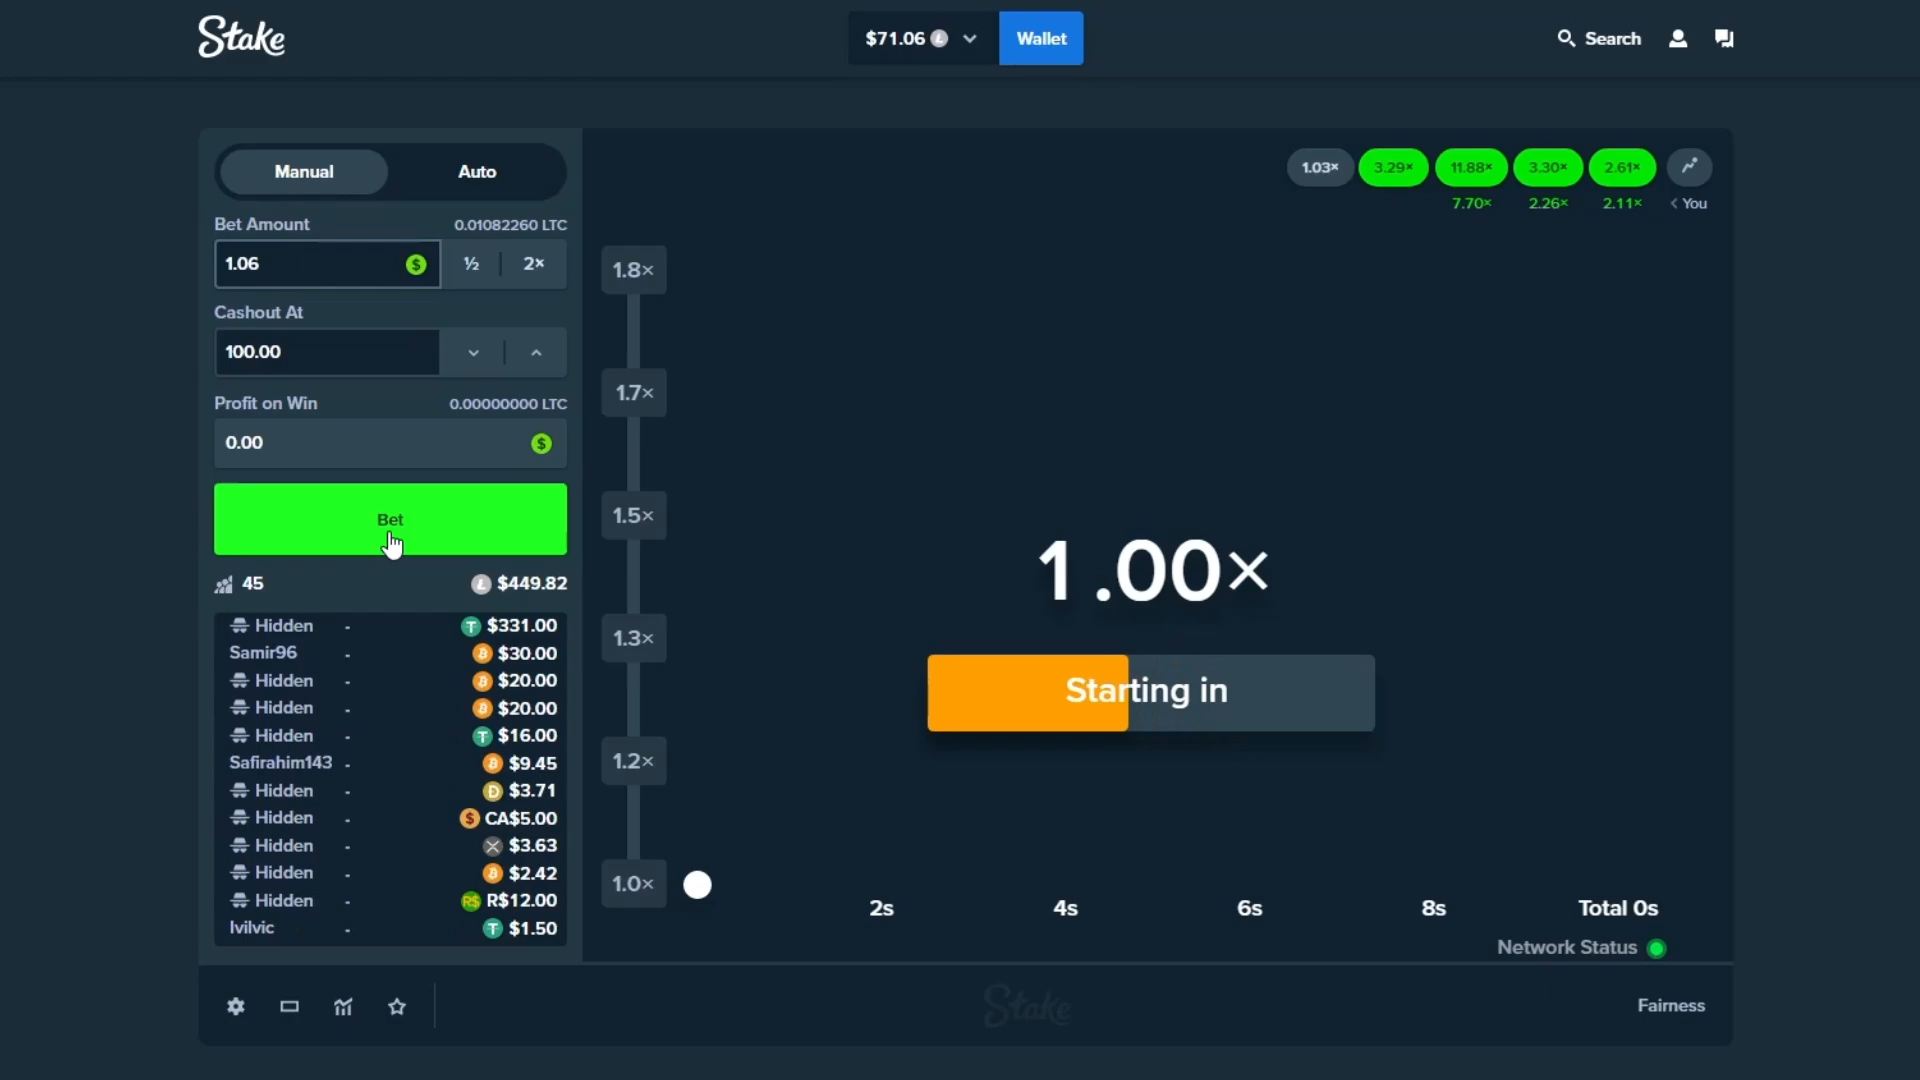 Stake
$71.06
Wallet
Search
Manual
Auto
1.03×
3.29×
11.88×
3.30×
2.61×
7.70×
2.26×
2.11×
< You
Bet Amount
0.01082260 LTC
1.06
½
2×
Cashout At
100.00
Profit on Win
0.00000000 LTC
0.00
Bet
45
$449.82
Hidden - $331.00
Samir96 - $30.00
Hidden - $20.00
Hidden - $20.00
Hidden - $16.00
Safirahim143 - $9.45
Hidden - $3.71
Hidden - CA$5.00
Hidden - $3.63
Hidden - $2.42
Hidden - R$12.00
Ivilvic - $1.50
1.8×
1.7×
1.5×
1.3×
1.2×
1.0×
1.00×
Starting in
2s
4s
6s
8s
Total 0s
Network Status
Stake
Fairness